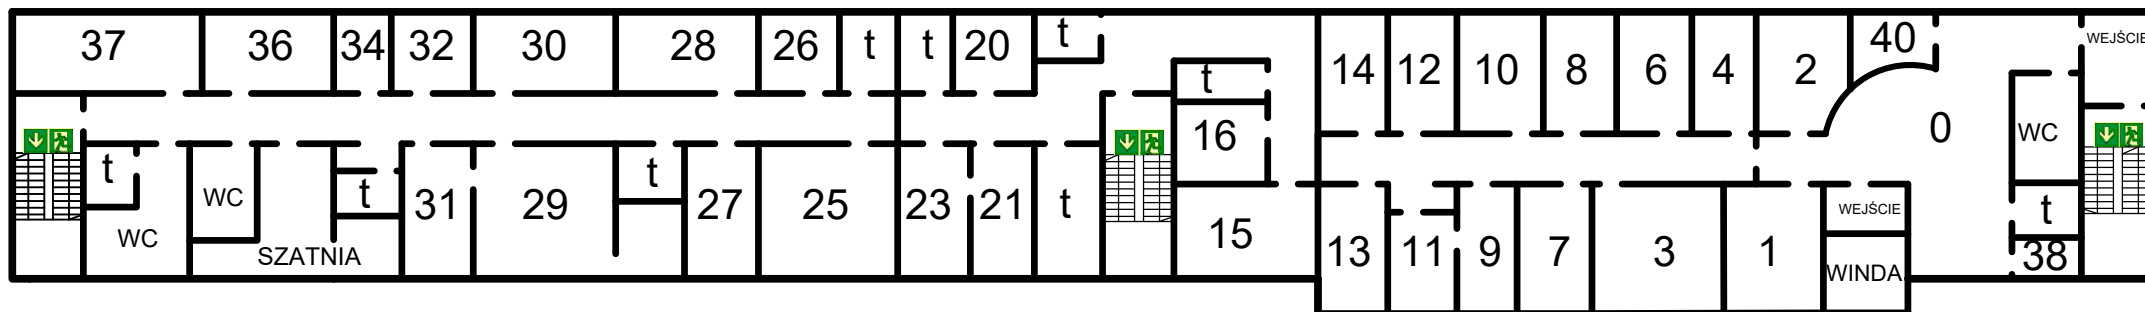 37 36 34 32 30 28 26 t t 20 t
14 12 10 8 6 4 2 40 WEJŚCIE
t
16 0 WC
t WC t 31 29 t 27 25 23 21 t
WC SZATNIA
15 13 11 9 7 3 1 WEJŚCIE t
WINDA 38